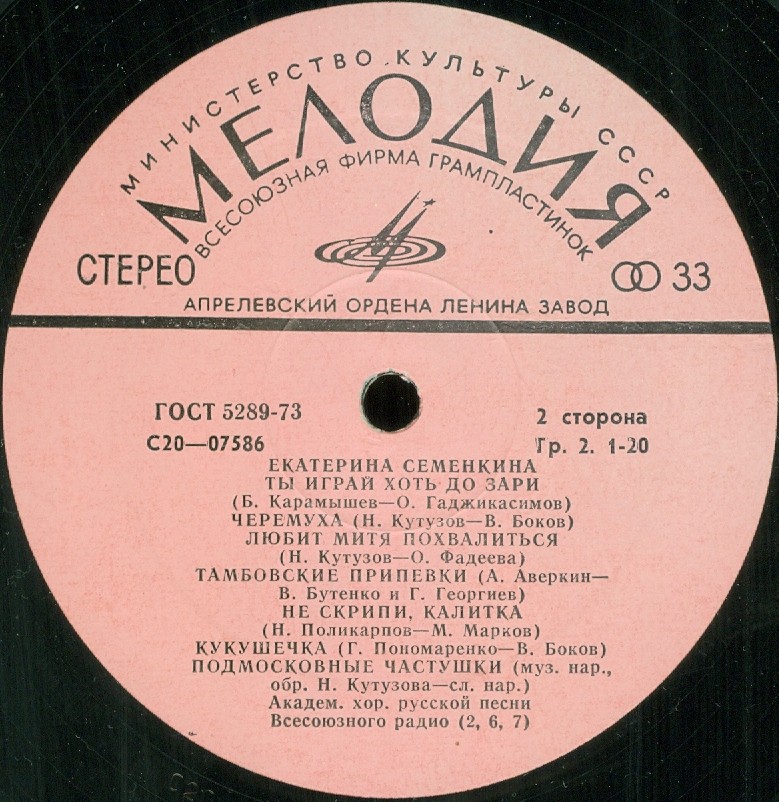 МИНИСТЕРСТВО КУЛЬТУРЫ СССР
МЕЛОДИЯ
ВСЕСОЮЗНАЯ ФИРМА ГРАМПЛАСТИНОК
СТЕРЕО
33
АПРЕЛЕВСКИЙ ОРДЕНА ЛЕНИНА ЗАВОД
ГОСТ 5289-73
2 сторона
С20—07586
Гр. 2. 1-20
ЕКАТЕРИНА СЕМЕНКИНА
ТЫ ИГРАЙ ХОТЬ ДО ЗАРИ
(Б. Карамышев—О. Гаджикасимов)
ЧЕРЕМУХА (Н. Кутузов—В. Боков)
ЛЮБИТ МИТЯ ПОХВАЛИТЬСЯ
(Н. Кутузов—О. Фадеева)
ТАМБОВСКИЕ ПРИПЕВКИ (А. Аверкин—
В. Бутенко и Г. Георгиев)
НЕ СКРИПИ, КАЛИТКА
(Н. Поликарпов—М. Марков)
КУКУШЕЧКА (Г. Пономаренко—В. Боков)
ПОДМОСКОВНЫЕ ЧАСТУШКИ (муз. нар.,
обр. Н. Кутузова—сл. нар.)
Академ. хор. русской песни
Всесоюзного радио (2, 6, 7)